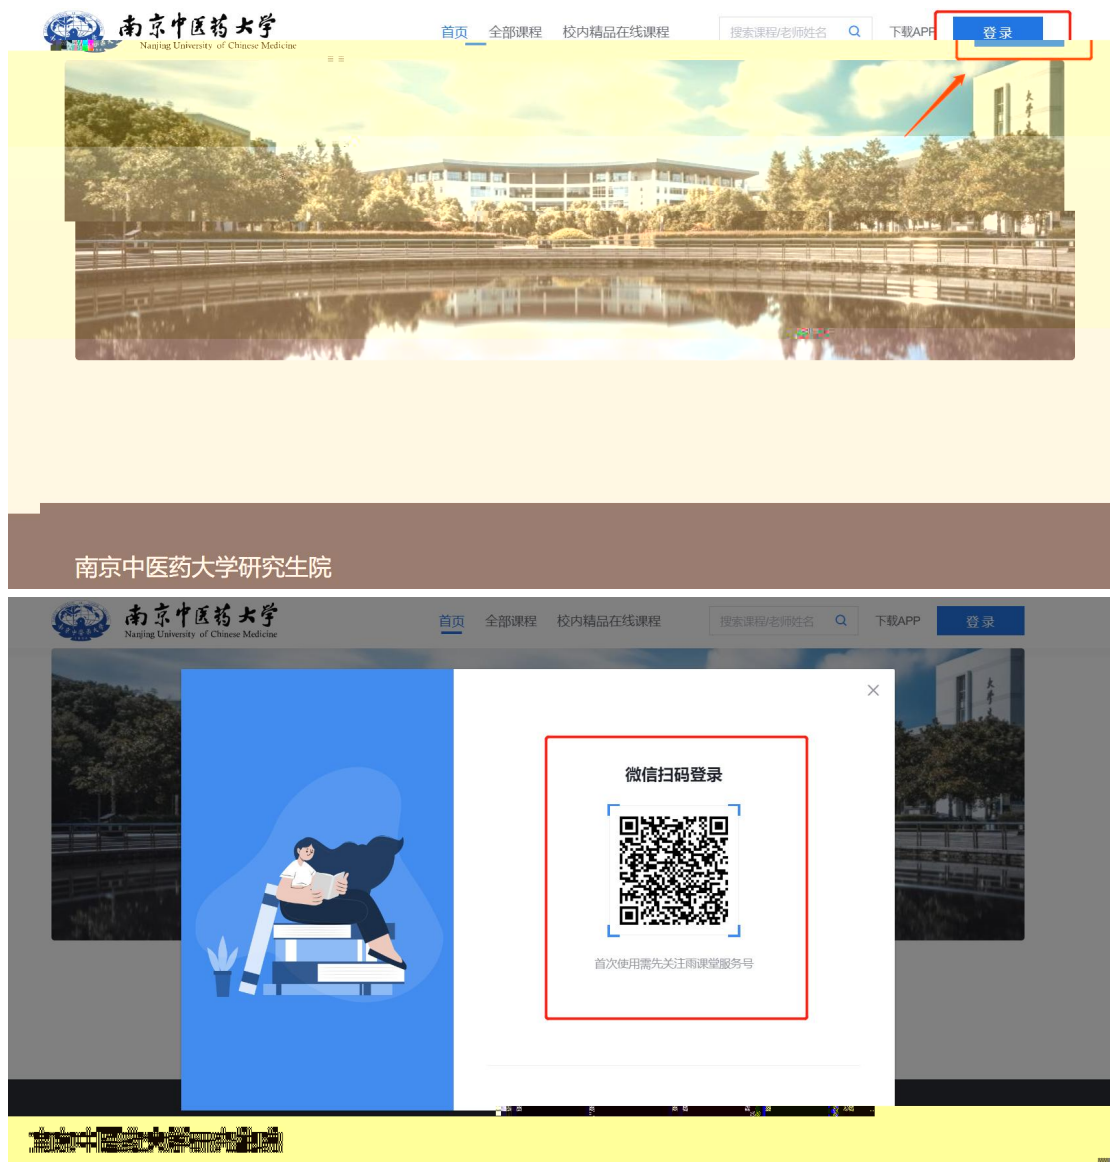 南京中医药大学
Nanjing University of Chinese Medicine
首页 全部课程 校内精品在线课程 搜索课程/老师姓名 下载APP 登录
大学
南京中医药大学研究生院
南京中医药大学
Nanjing University of Chinese Medicine
首页 全部课程 校内精品在线课程 搜索课程/老师姓名 下载APP 登录
大学
微信扫码登录
首次使用需先关注雨课堂服务号